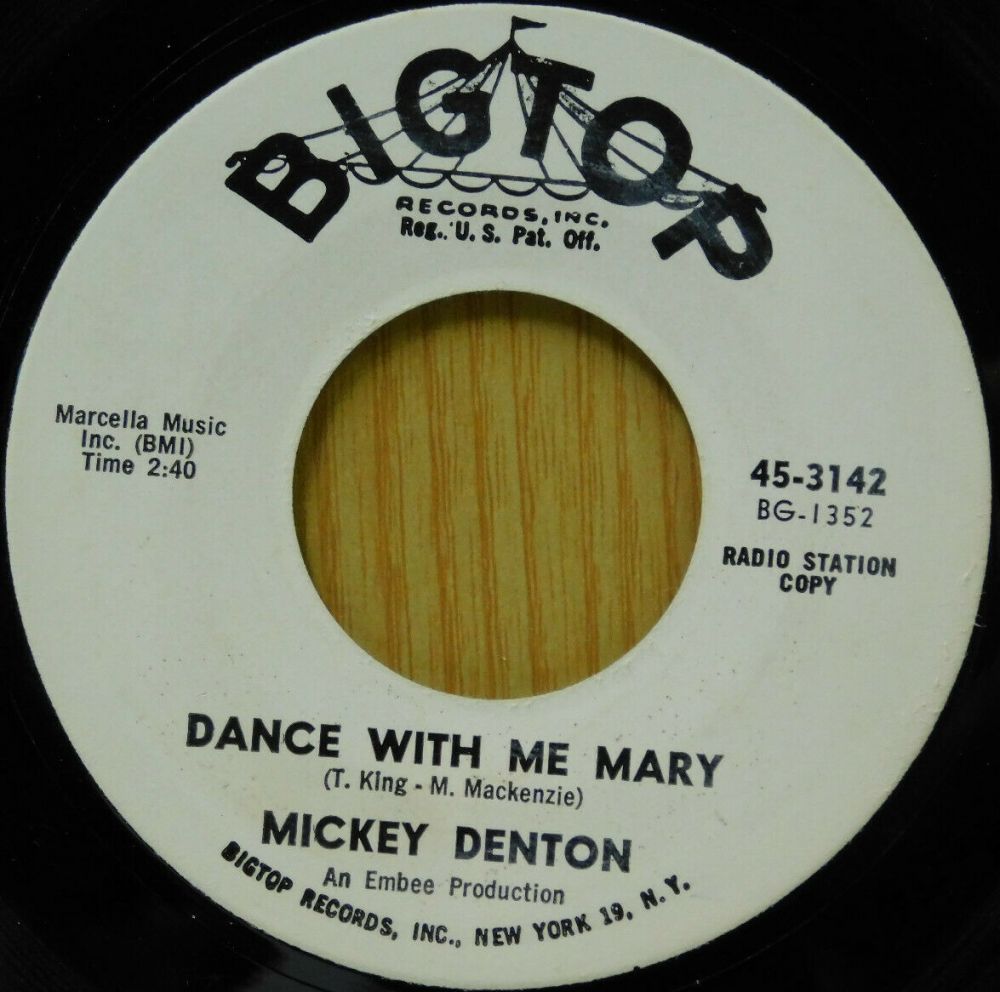 BIGTOP
RECORDS, INC.
Reg. U. S. Pat. Off.
Marcella Music
Inc. (BMI)
Time 2:40
45-3142
BG-1352
RADIO STATION
COPY
DANCE WITH ME MARY
(T. King - M. Mackenzie)
MICKEY DENTON
An Embee Production
BIGTOP RECORDS, INC., NEW YORK 19, N. Y.